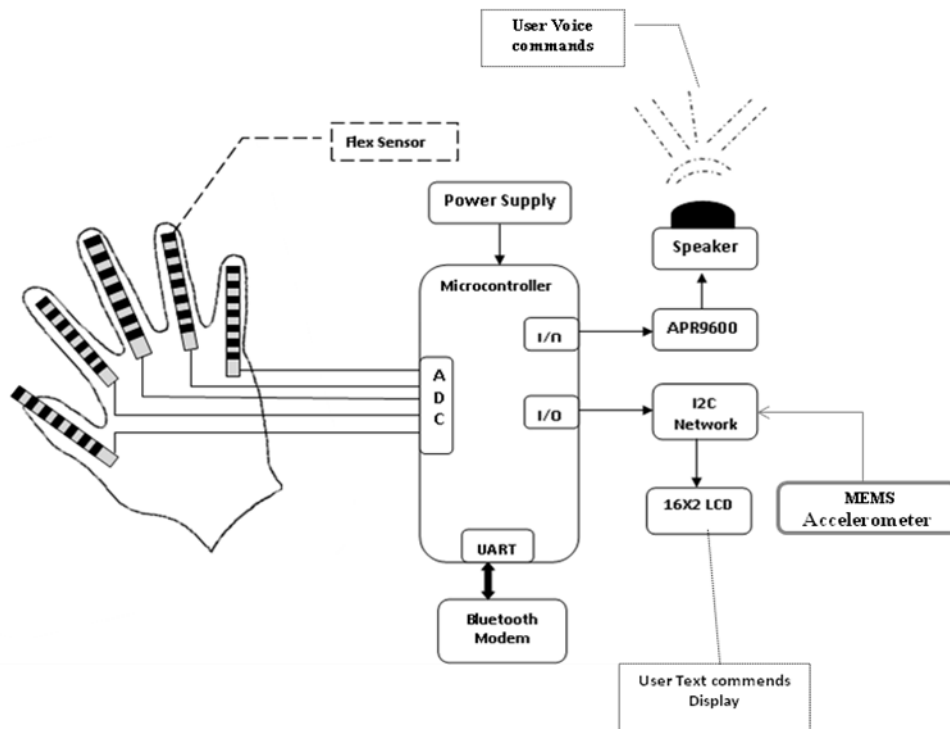 User Voice
commands
Flex Sensor
Power Supply
Speaker
Microcontroller
I/n
APR9600
A
D
C
I/O
I2C
Network
16X2 LCD
MEMS
Accelerometer
UART
Bluetooth
Modem
User Text commends
Display